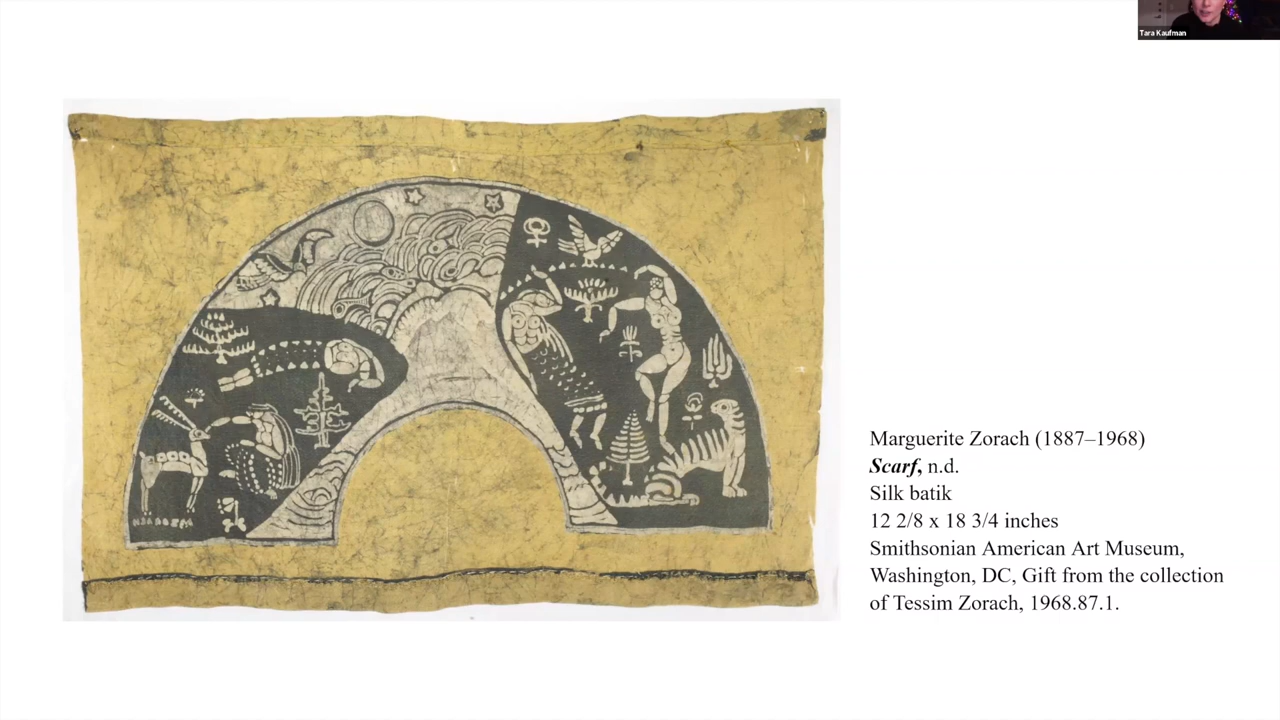 Tara Kaufman
Marguerite Zorach (1887–1968)
Scarf, n.d.
Silk batik
12 2/8 x 18 3/4 inches
Smithsonian American Art Museum,
Washington, DC, Gift from the collection
of Tessim Zorach, 1968.87.1.